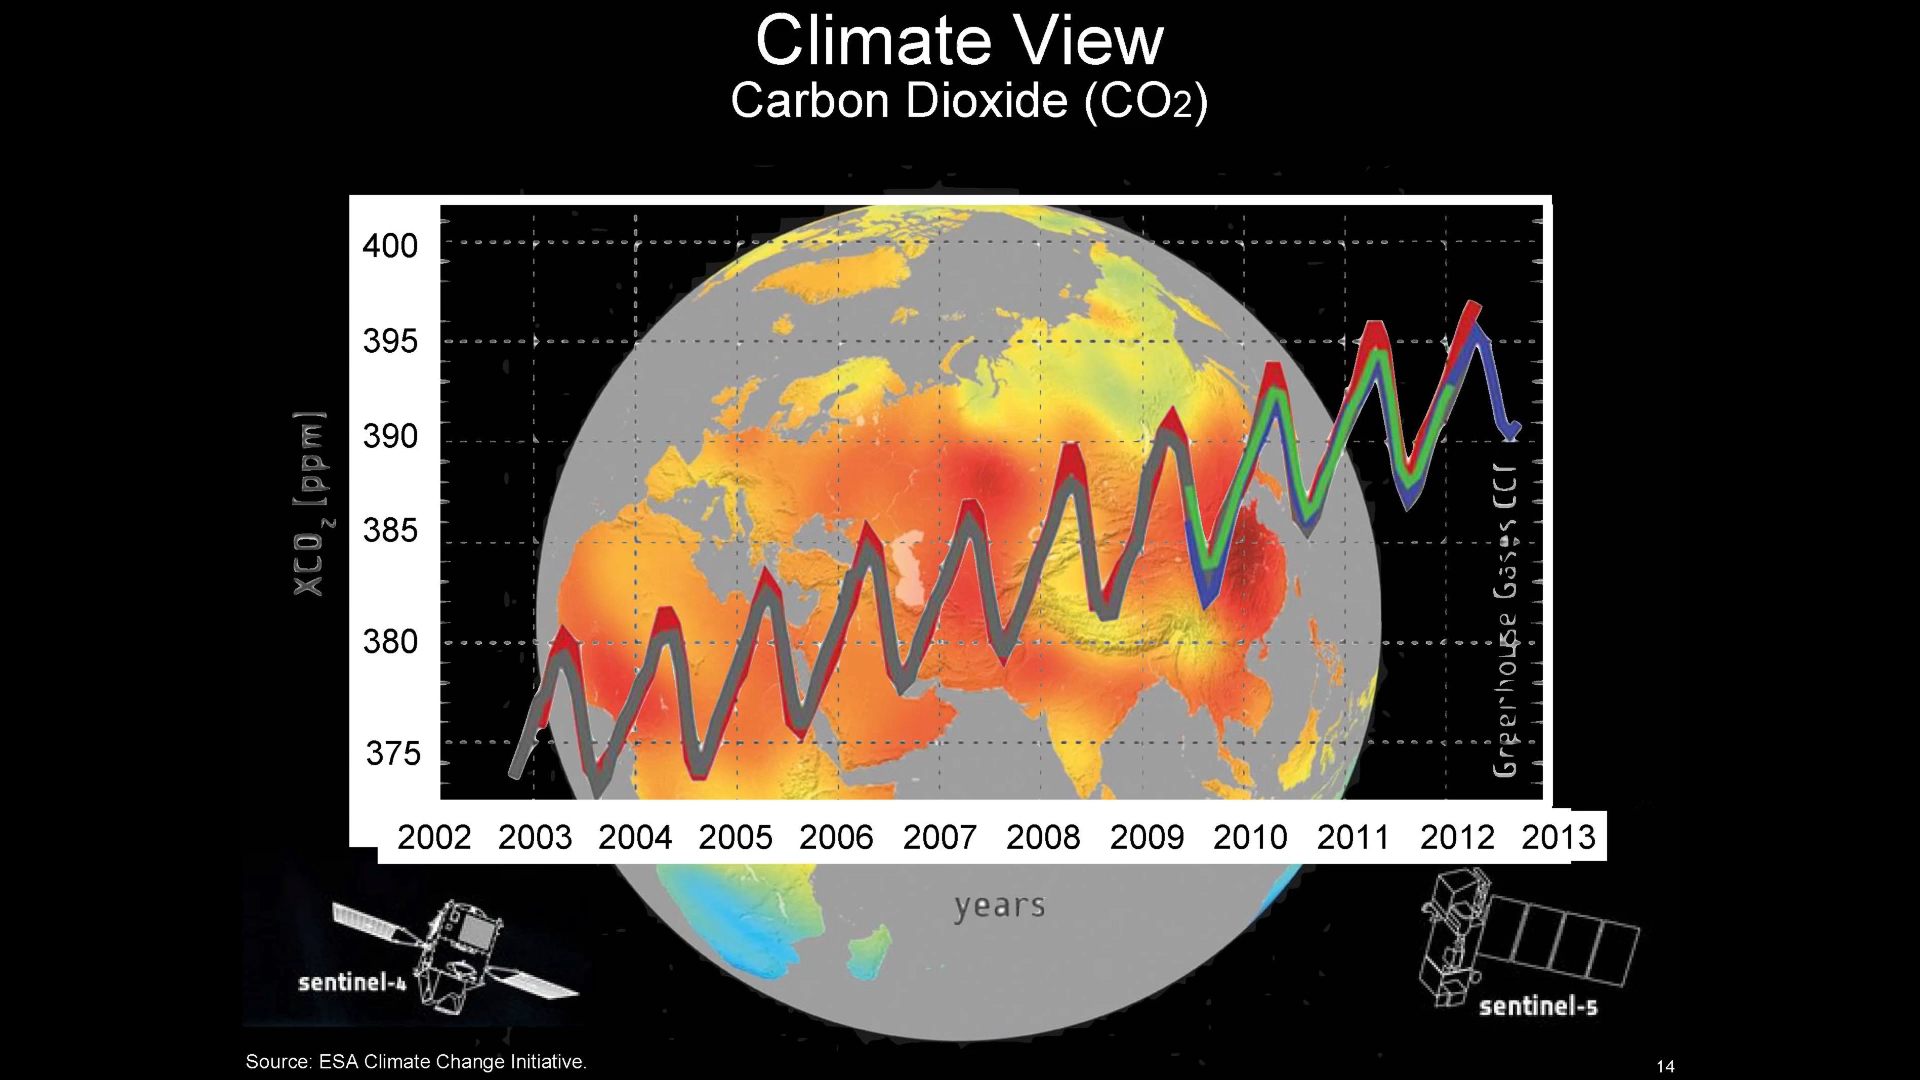 Climate View
Carbon Dioxide (CO2)
400
395
390
385
380
375
XCO2 [ppm]
Greenhouse Gases CCI
2002 2003 2004 2005 2006 2007 2008 2009 2010 2011 2012 2013
years
sentinel-4
sentinel-5
Source: ESA Climate Change Initiative.
14